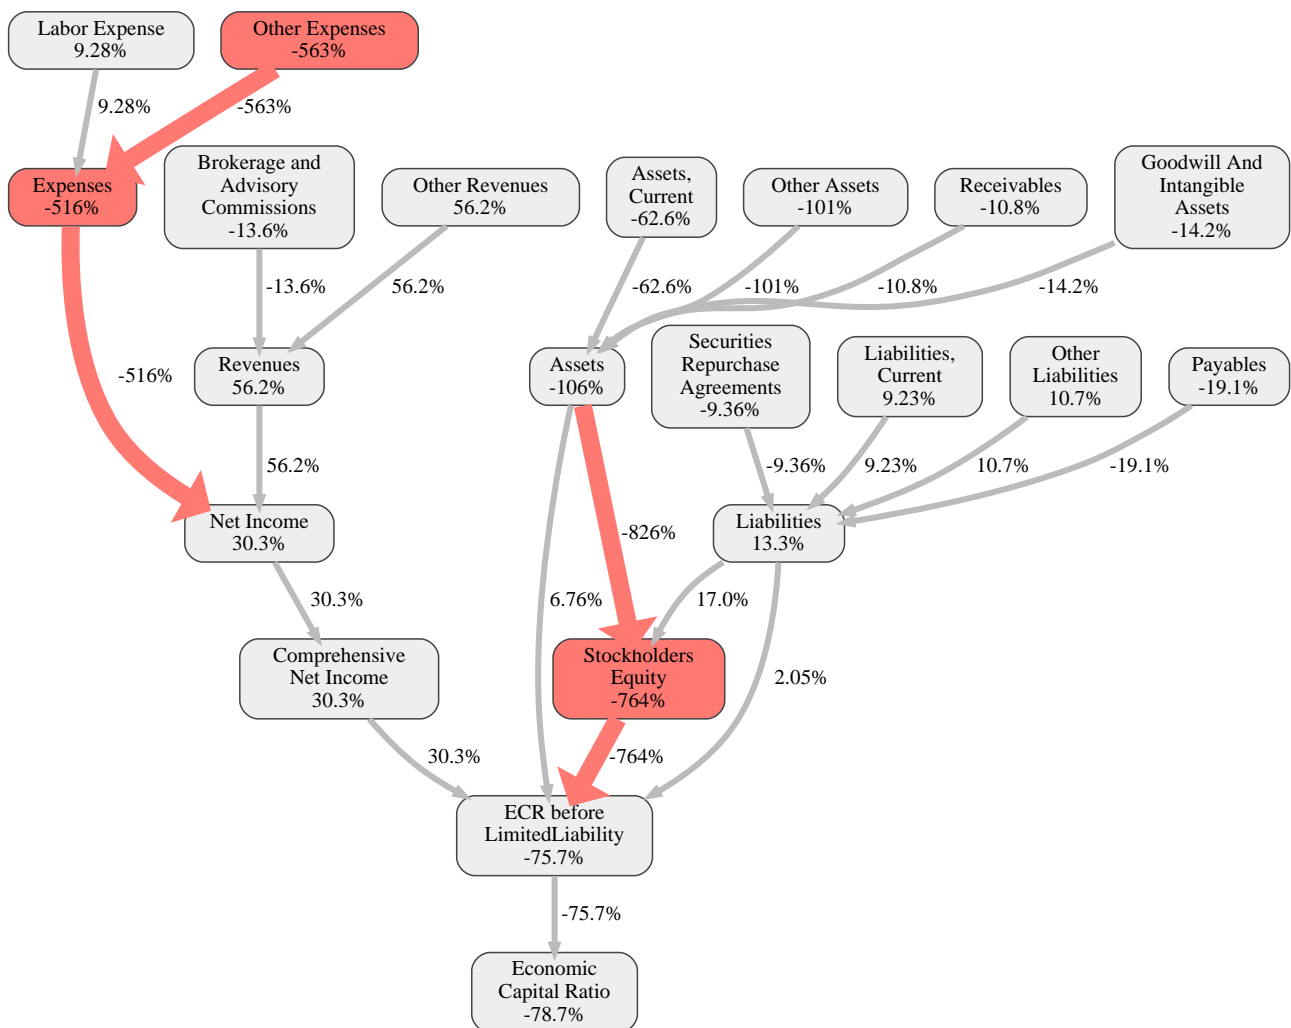 Labor Expense
9.28%
Other Expenses
-563%
9.28%
-563%
Expenses
-516%
Brokerage and
Advisory
Commissions
-13.6%
Other Revenues
56.2%
Assets,
Current
-62.6%
Other Assets
-101%
Receivables
-10.8%
Goodwill And
Intangible
Assets
-14.2%
-13.6%
56.2%
-62.6%
-101%
-10.8%
-14.2%
-516%
Revenues
56.2%
Assets
-106%
Securities
Repurchase
Agreements
-9.36%
Liabilities,
Current
9.23%
Other
Liabilities
10.7%
Payables
-19.1%
56.2%
-9.36%
9.23%
10.7%
-19.1%
Net Income
30.3%
-826%
Liabilities
13.3%
30.3%
6.76%
17.0%
Comprehensive
Net Income
30.3%
Stockholders
Equity
-764%
2.05%
30.3%
-764%
ECR before
LimitedLiability
-75.7%
-75.7%
Economic
Capital Ratio
-78.7%